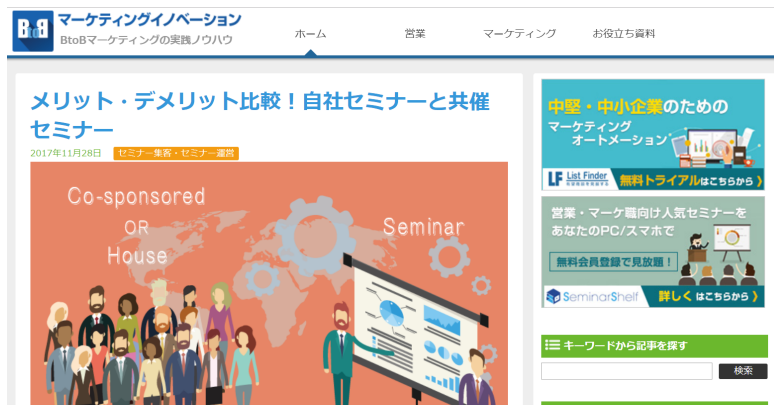 BtoB
マーケティングイノベーション
BtoBマーケティングの実践ノウハウ
ホーム
営業
マーケティング
お役立ち資料
メリット・デメリット比較！自社セミナーと共催
セミナー
2017年11月28日
セミナー集客・セミナー運営
Co-sponsored
OR
House
Seminar
中堅・中小企業のための
マーケティング
オートメーション
LF List Finder
無料トライアルはこちらから
営業・マーケ職向け人気セミナーを
あなたのPC/スマホで
無料会員登録で見放題！
SeminarShelf
詳しくはこちらから
キーワードから記事を探す
検索